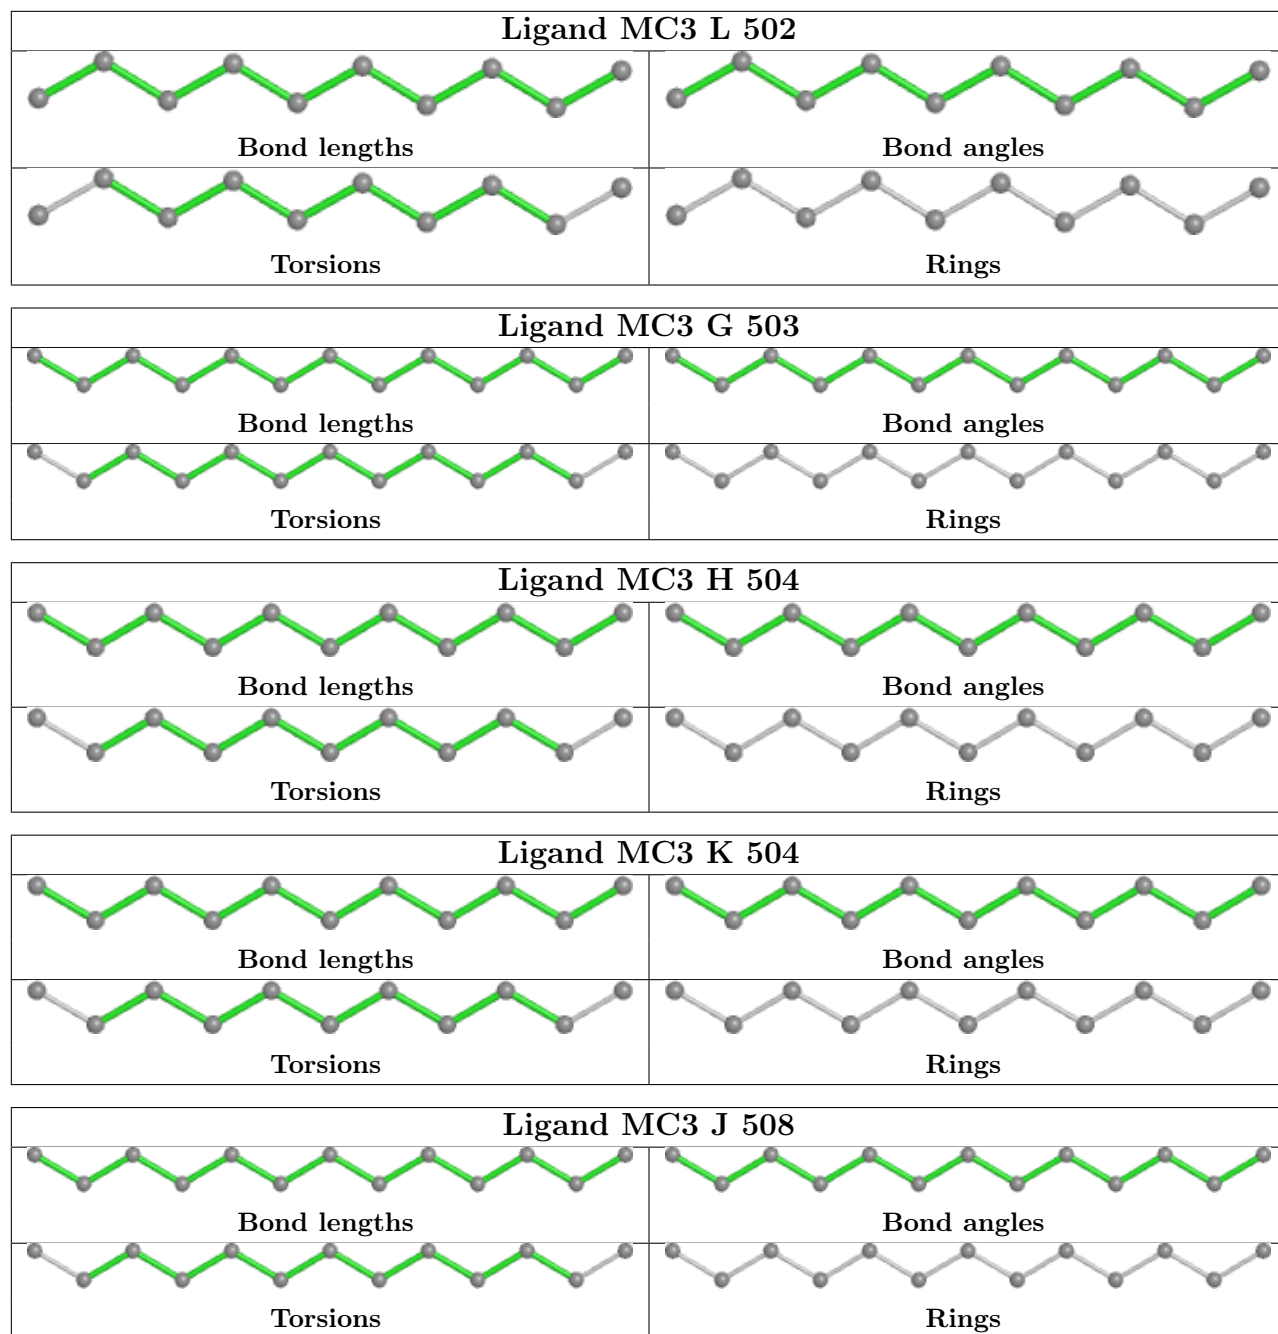 Ligand MC3 L 502
Bond lengths Bond angles
Torsions Rings
Ligand MC3 G 503
Bond lengths Bond angles
Torsions Rings
Ligand MC3 H 504
Bond lengths Bond angles
Torsions Rings
Ligand MC3 K 504
Bond lengths Bond angles
Torsions Rings
Ligand MC3 J 508
Bond lengths Bond angles
Torsions Rings